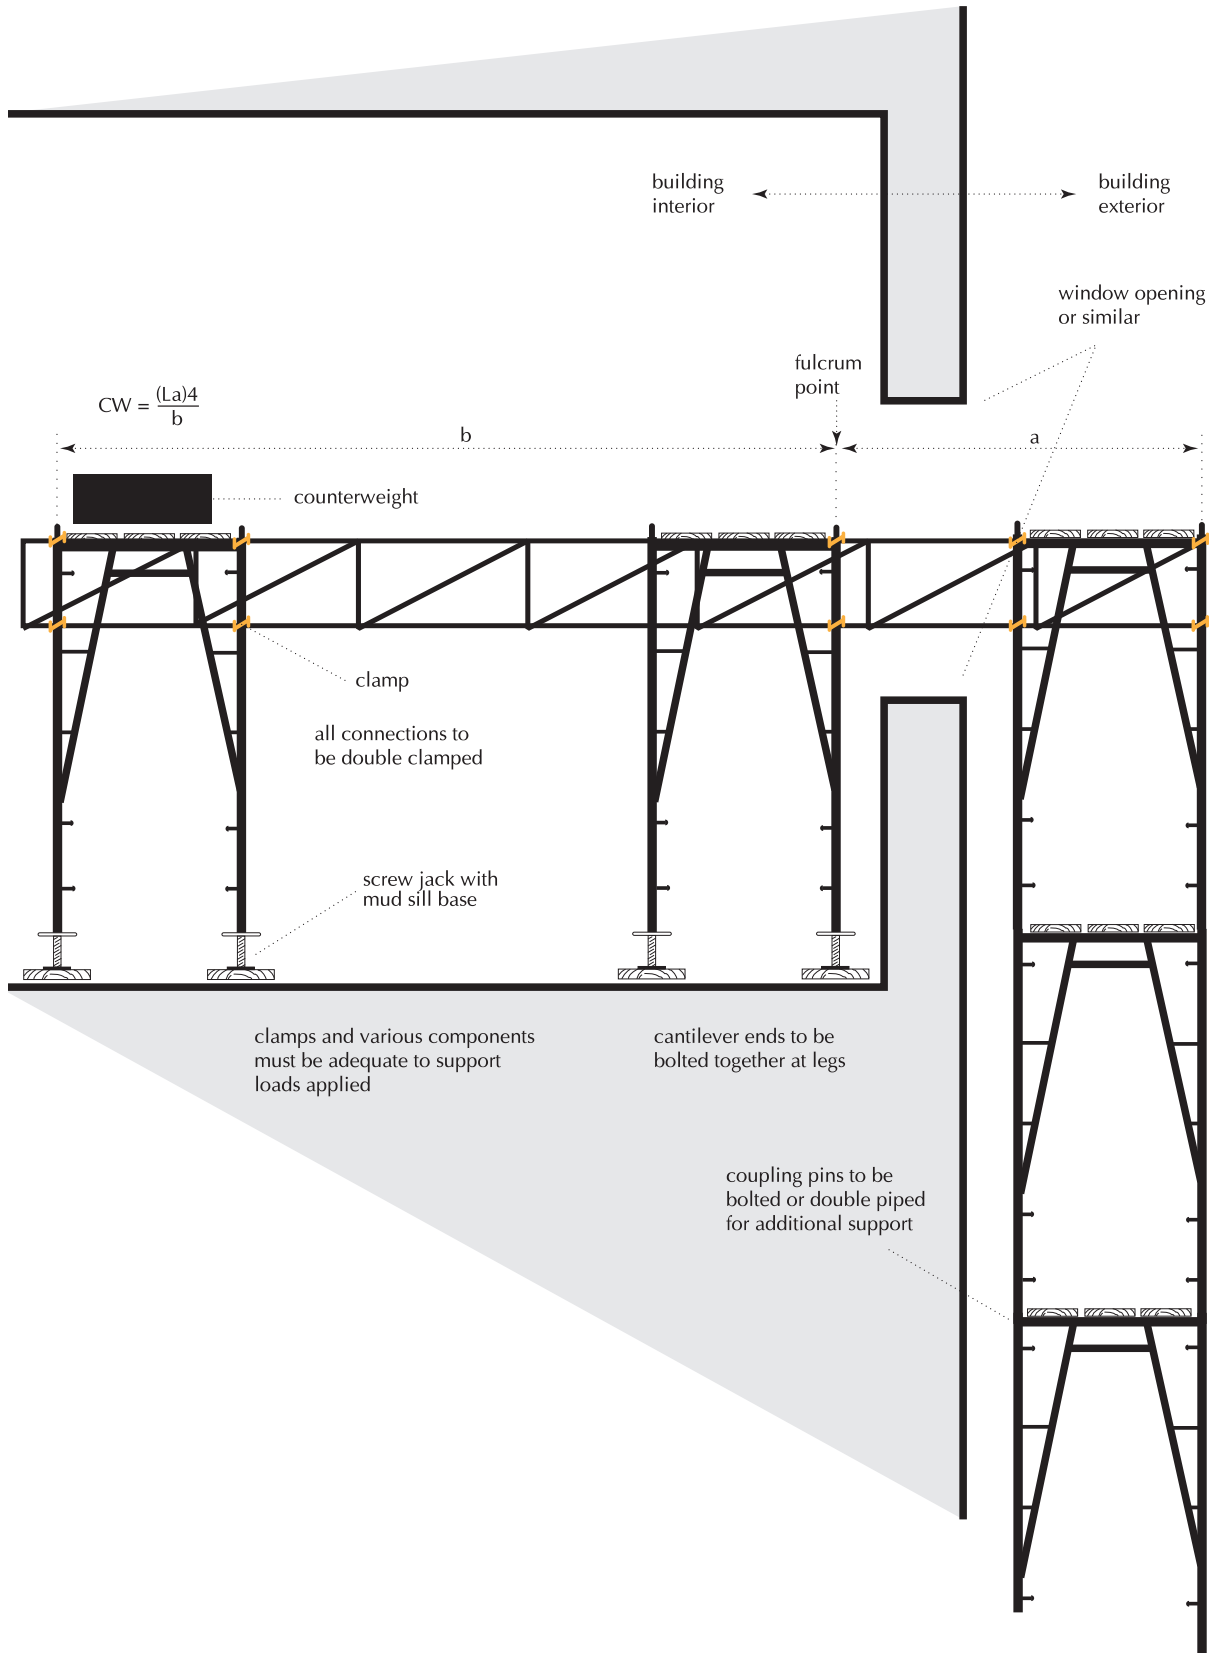 building
interior
building
exterior
window opening
or similar
fulcrum
point
CW = (La)4
b
b
a
counterweight
clamp
all connections to
be double clamped
screw jack with
mud sill base
clamps and various components
must be adequate to support
loads applied
cantilever ends to be
bolted together at legs
coupling pins to be
bolted or double piped
for additional support